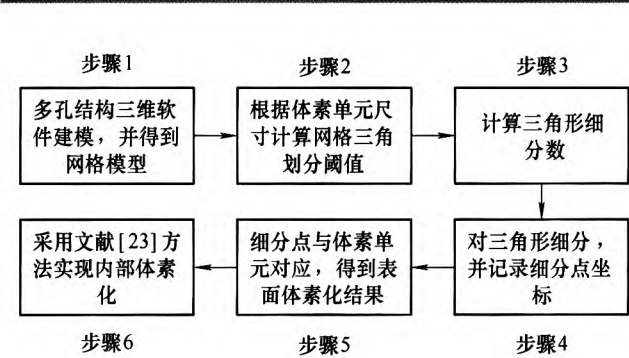 步骤1
多孔结构三维软
件建模，并得到
网格模型
步骤2
根据体素单元尺
寸计算网格三角
划分阈值
步骤3
计算三角形细
分数
对三角形细分，
并记录细分点坐
标
步骤4
细分点与体素单
元对应，得到表
面体素化结果
步骤5
采用文献[23]方
法实现内部体素
化
步骤6